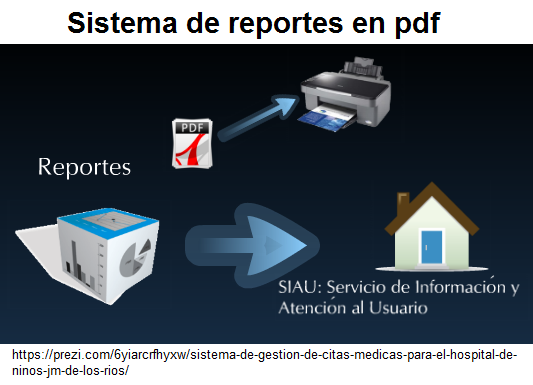 Sistema de reportes en pdf
PDF
Reportes
SIAU: Servicio de Información y
Atención al Usuario
https://prezi.com/6yiarcrfhyxw/sistema-de-gestion-de-citas-medicas-para-el-hospital-de-
ninos-jm-de-los-rios/